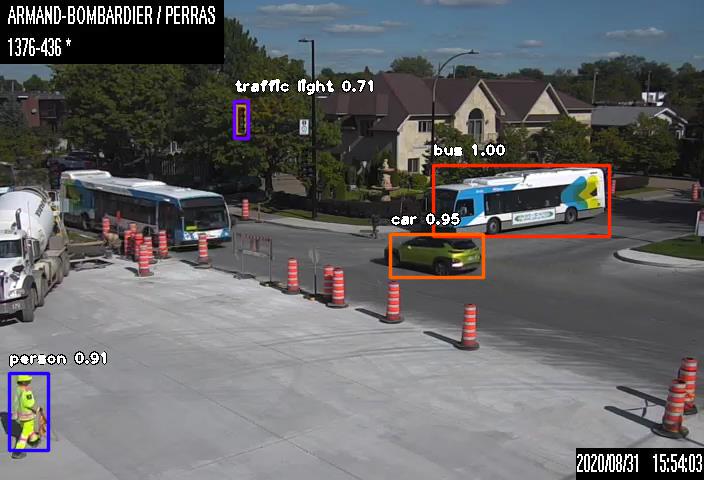 ARMAND-BOMBARDIER / PERRAS
1376-436 *
traffic light 0.71
bus 1.00
car 0.95
person 0.91
2020/08/31 15:54:03